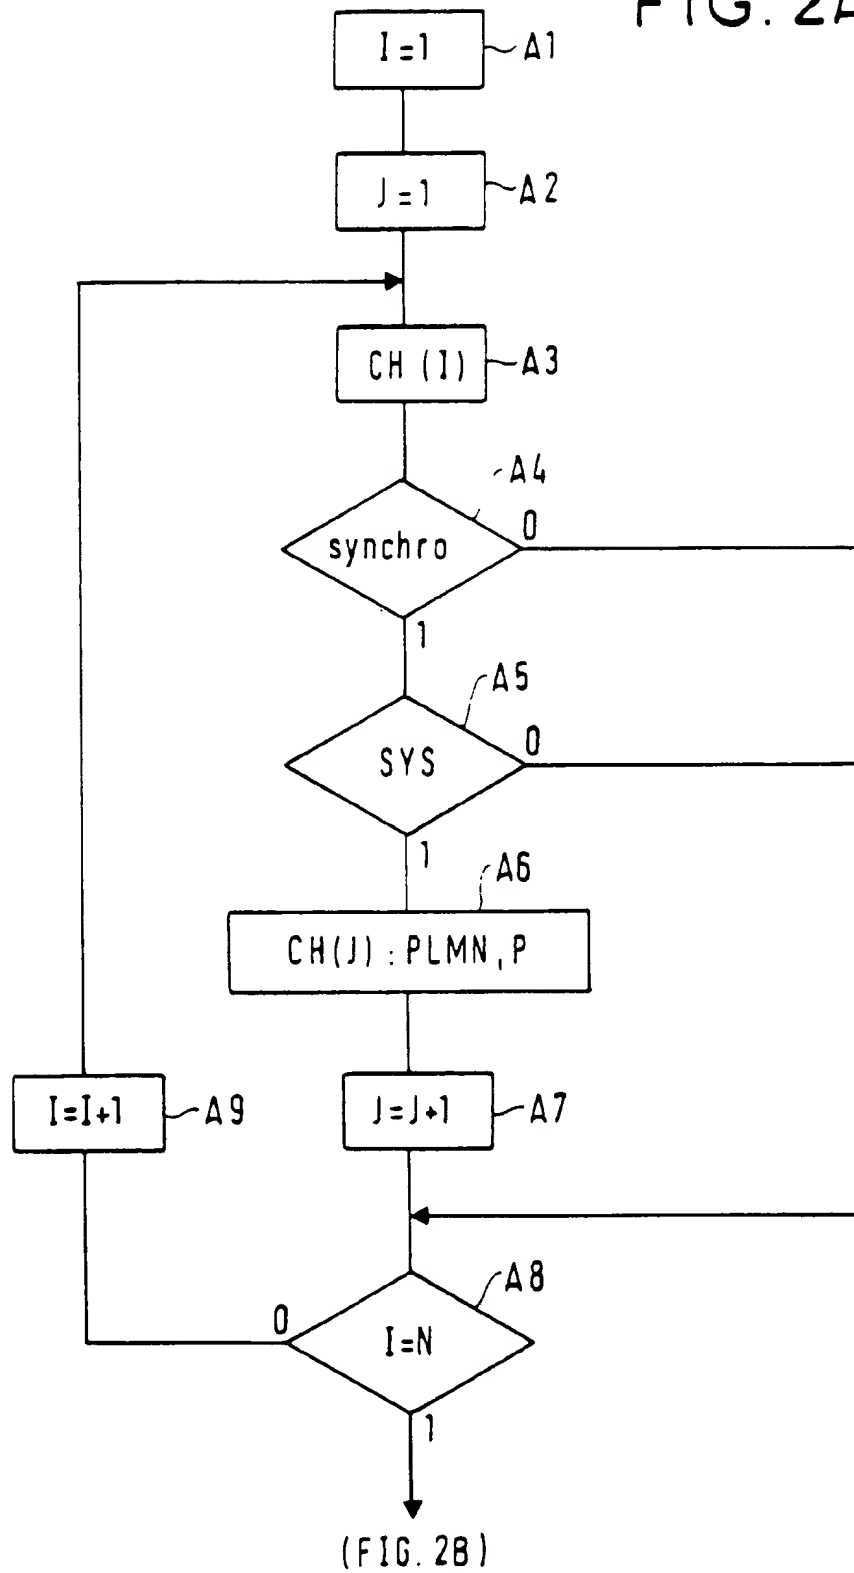 FIG. 2A
I=1
A1
J=1
A2
CH (I)
A3
A4
synchro
0
1
A5
SYS
0
1
A6
CH(J) : PLMN, P
I=I+1
A9
J=J+1
A7
A8
0
I=N
1
(FIG. 2B)